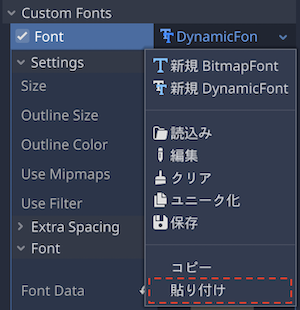 Custom Fonts
Font
DynamicFon
Settings
新規 BitmapFont
Size
新規 DynamicFont
Outline Size
Outline Color
読込み
Use Mipmaps
編集
クリア
Use Filter
ユニーク化
Extra Spacing
保存
Font
コピー
Font Data
貼り付け